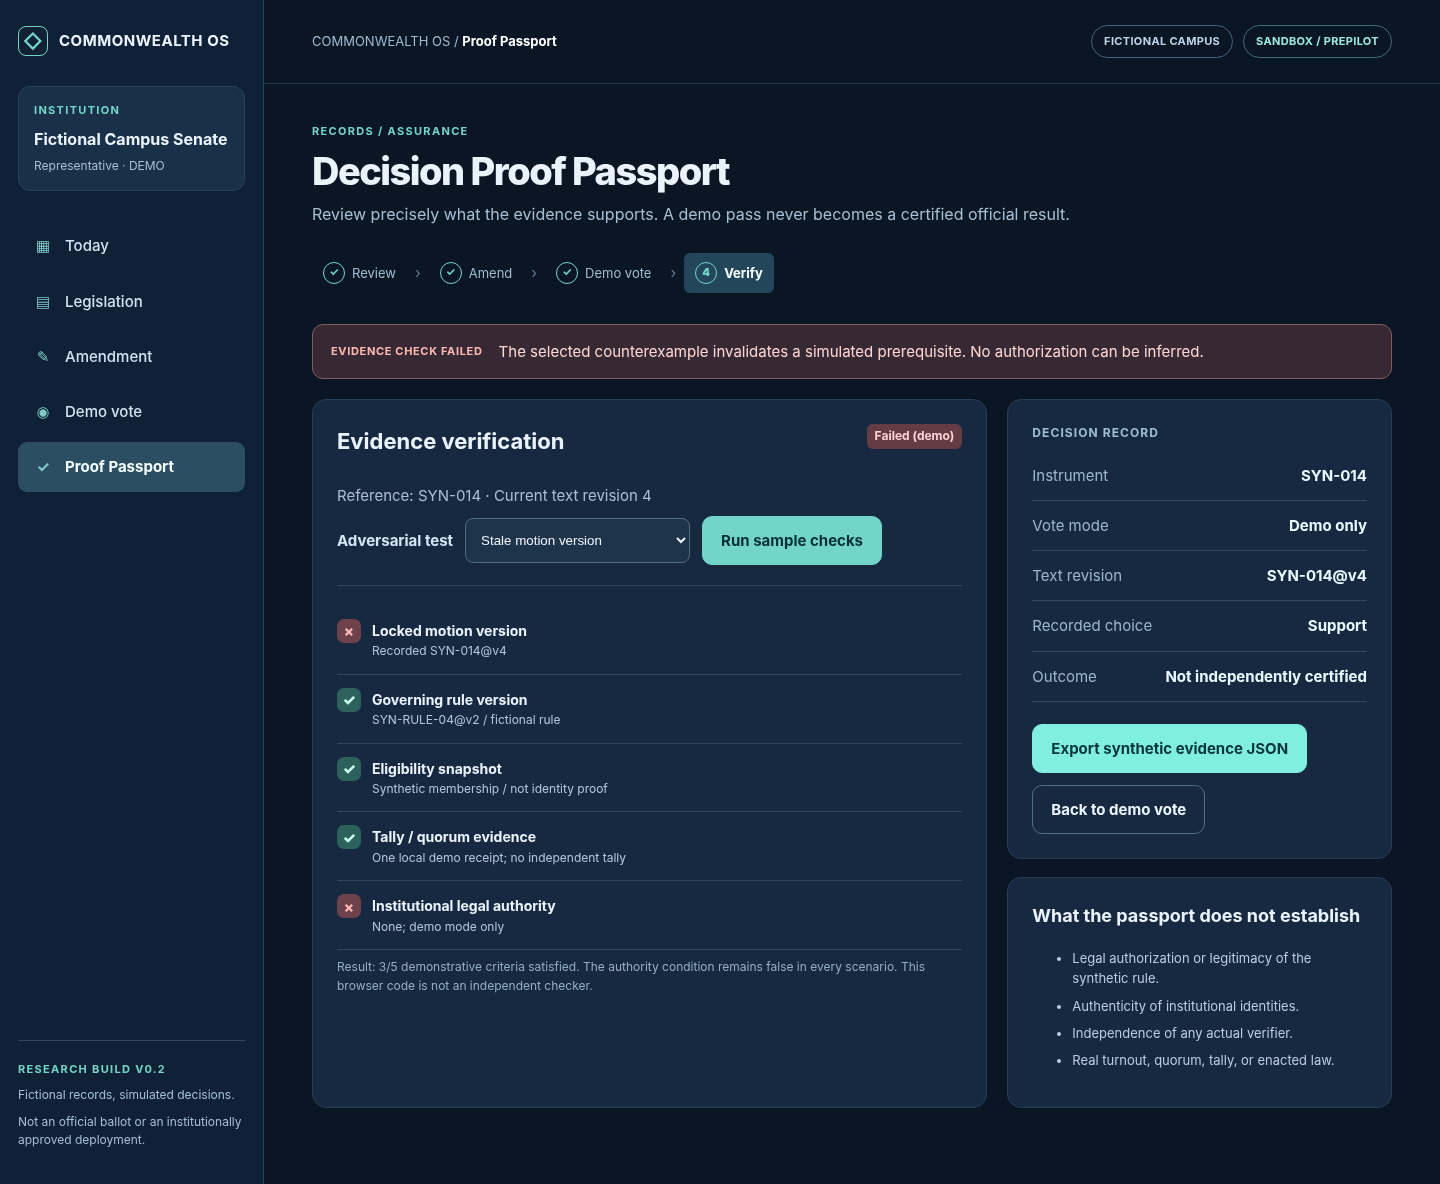 COMMONWEALTH OS
INSTITUTION
Fictional Campus Senate
Representative · DEMO
Today
Legislation
Amendment
Demo vote
Proof Passport
RESEARCH BUILD V0.2
Fictional records, simulated decisions.
Not an official ballot or an institutionally
approved deployment.
COMMONWEALTH OS / Proof Passport
FICTIONAL CAMPUS
SANDBOX / PREPILOT
RECORDS / ASSURANCE
Decision Proof Passport
Review precisely what the evidence supports. A demo pass never becomes a certified official result.
Review › Amend › Demo vote › 4 Verify
EVIDENCE CHECK FAILED The selected counterexample invalidates a simulated prerequisite. No authorization can be inferred.
Evidence verification
Failed (demo)
Reference: SYN-014 · Current text revision 4
Adversarial test Stale motion version Run sample checks
Locked motion version
Recorded SYN-014@v4
Governing rule version
SYN-RULE-04@v2 / fictional rule
Eligibility snapshot
Synthetic membership / not identity proof
Tally / quorum evidence
One local demo receipt; no independent tally
Institutional legal authority
None; demo mode only
Result: 3/5 demonstrative criteria satisfied. The authority condition remains false in every scenario. This
browser code is not an independent checker.
DECISION RECORD
Instrument SYN-014
Vote mode Demo only
Text revision SYN-014@v4
Recorded choice Support
Outcome Not independently certified
Export synthetic evidence JSON
Back to demo vote
What the passport does not establish
• Legal authorization or legitimacy of the
synthetic rule.
• Authenticity of institutional identities.
• Independence of any actual verifier.
• Real turnout, quorum, tally, or enacted law.